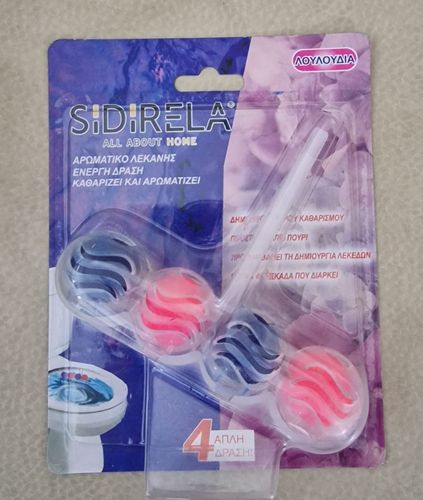 ΛΟΥΛΟΥΔΙΑ
SIDIRELA
ALL ABOUT HOME
ΑΡΩΜΑΤΙΚΟ ΛΕΚΑΝΗΣ
ΕΝΕΡΓΗ ΔΡΑΣΗ
ΚΑΘΑΡΙΖΕΙ ΚΑΙ ΑΡΩΜΑΤΙΖΕΙ
ΚΑΘΑΡΙΣΜΟΥ
ΠΟΥΡΙ
ΤΗ ΔΗΜΙΟΥΡΓΙΑ ΛΕΚΕΔΩΝ
ΠΟΥ ΔΙΑΡΚΕΙ
4 ΑΠΛΗ
ΔΡΑΣΗ!